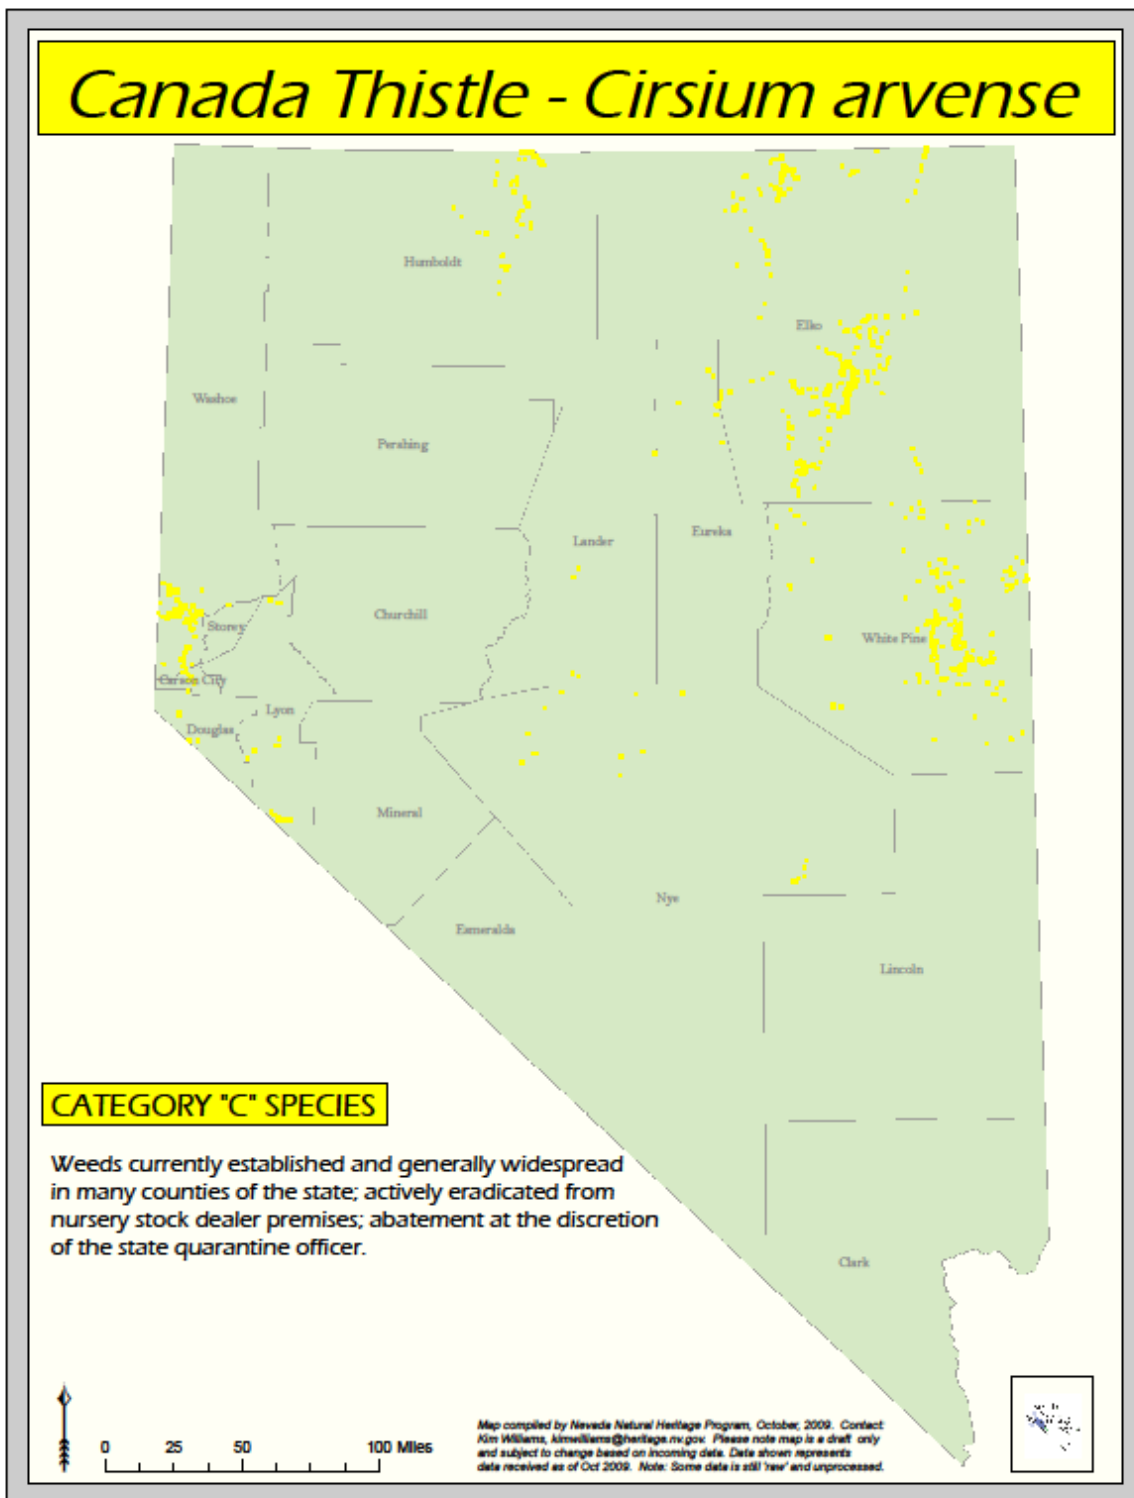 Canada Thistle - Cirsium arvense
Humboldt
Elko
Washoe
Pershing
Lander
Eureka
Churchill
Storey
White Pine
Carson City
Lyon
Douglas
Mineral
Nye
Esmeralda
Lincoln
CATEGORY "C" SPECIES
Weeds currently established and generally widespread
in many counties of the state; actively eradicated from
nursery stock dealer premises; abatement at the discretion
of the state quarantine officer.
Clark
0 25 50 100 Miles
Map compiled by Nevada Natural Heritage Program, October, 2009. Contact:
Kim Williams, kimwilliams@heritage.nv.gov. Please note map is a draft only
and subject to change based on incoming data. Data shown represents
data received as of Oct 2009. Note: Some data is still 'raw' and unprocessed.